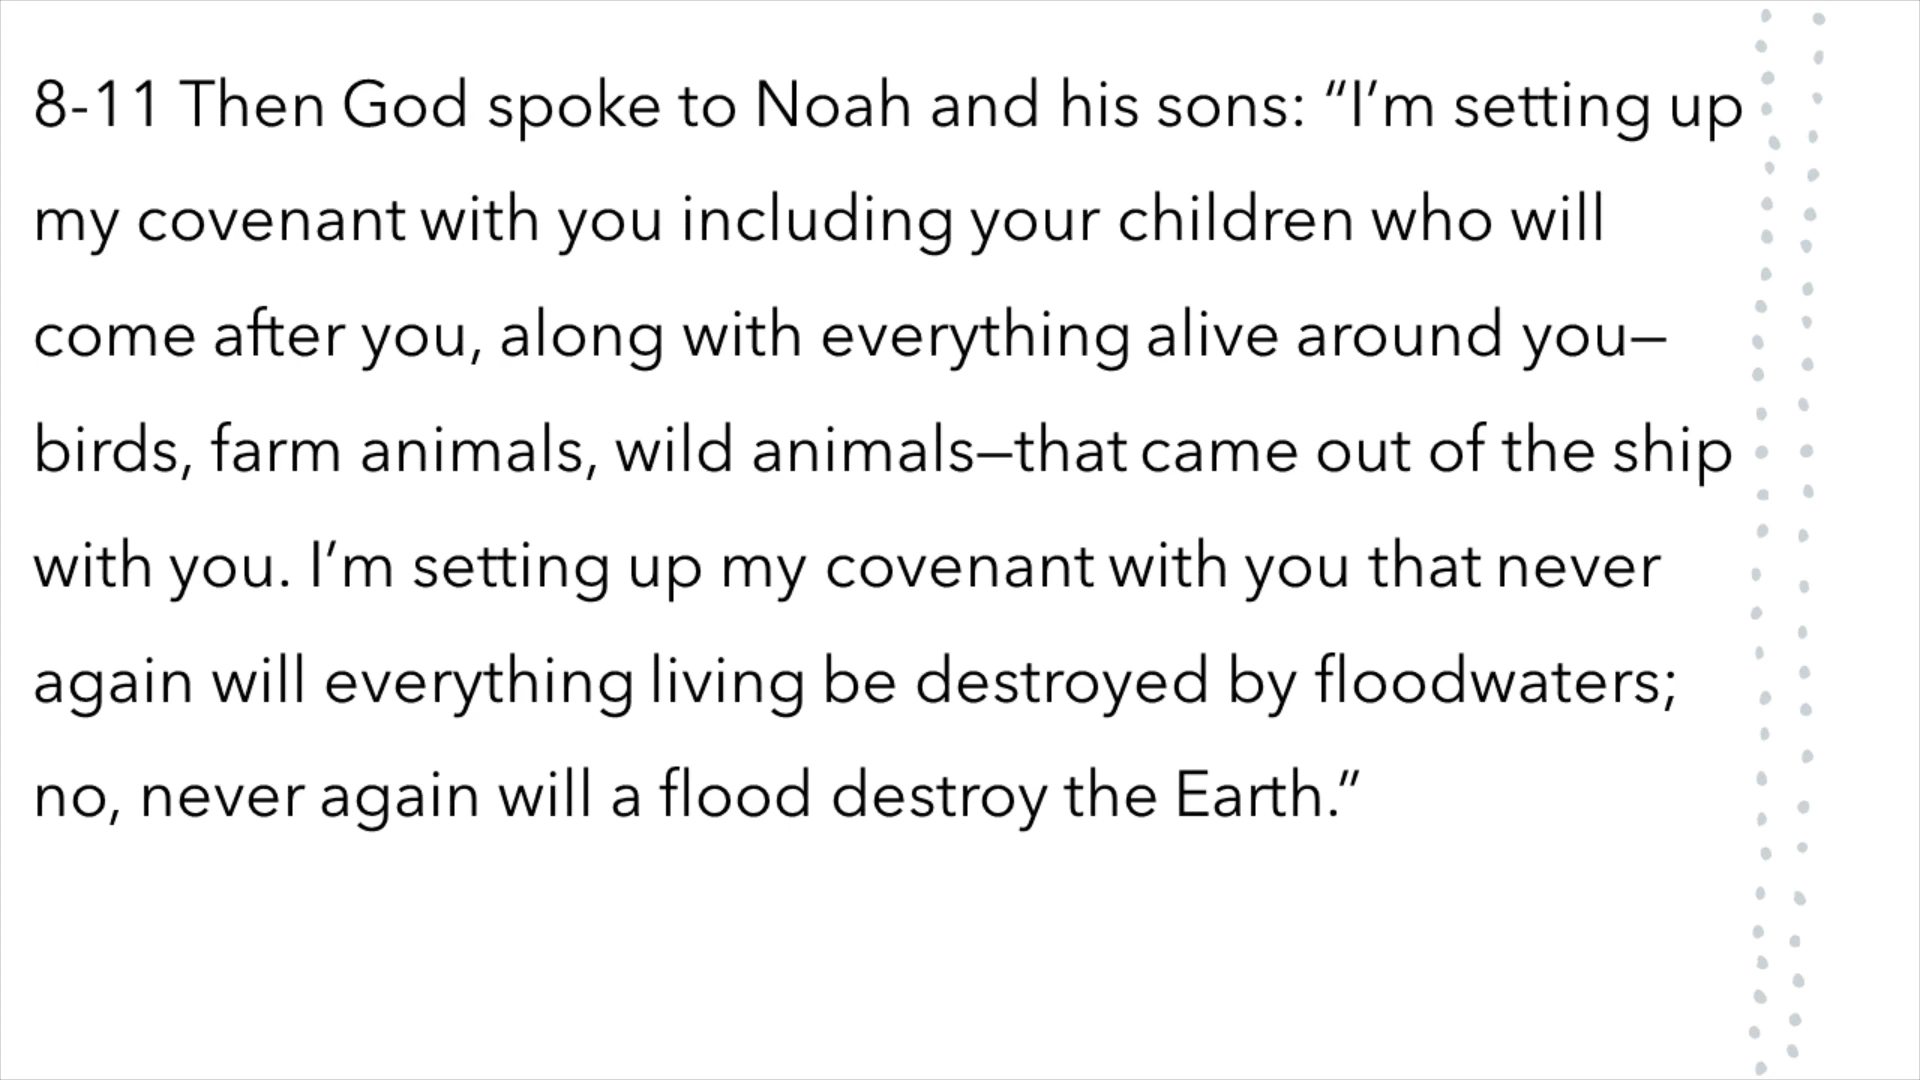 8-11 Then God spoke to Noah and his sons: “I’m setting up
my covenant with you including your children who will
come after you, along with everything alive around you—
birds, farm animals, wild animals—that came out of the ship
with you. I’m setting up my covenant with you that never
again will everything living be destroyed by floodwaters;
no, never again will a flood destroy the Earth.”